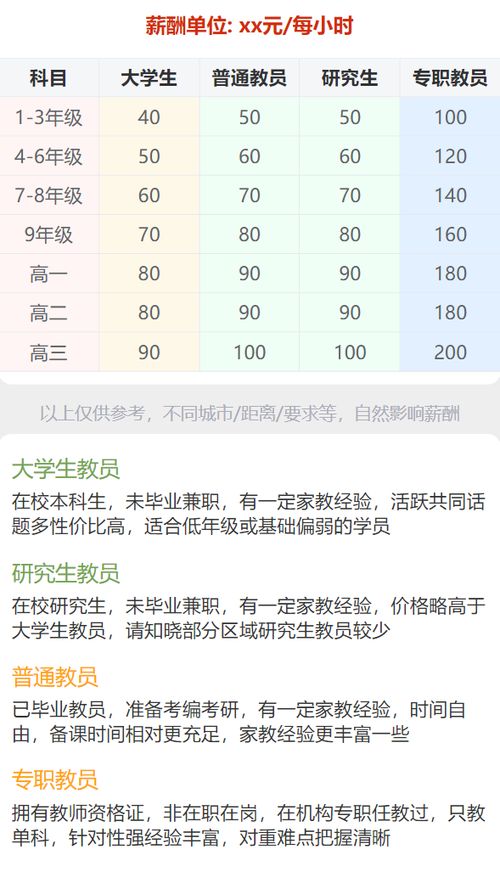 薪酬单位: xx元/每小时
科目 大学生 普通教员 研究生 专职教员
1-3年级 40 50 50 100
4-6年级 50 60 60 120
7-8年级 60 70 70 140
9年级 70 80 80 160
高一 80 90 90 180
高二 80 90 90 180
高三 90 100 100 200
以上仅供参考，不同城市/距离/要求等，自然影响薪酬
大学生教员
在校本科生，未毕业兼职，有一定家教经验，活跃共同话
题多性价比高，适合低年级或基础偏弱的学员
研究生教员
在校研究生，未毕业兼职，有一定家教经验，价格略高于
大学生教员，请知晓部分区域研究生教员较少
普通教员
已毕业教员，准备考编考研，有一定家教经验，时间自
由，备课时间相对更充足，家教经验更丰富一些
专职教员
拥有教师资格证，非在职在岗，在机构专职任教过，只教
单科，针对性强经验丰富，对重难点把握清晰